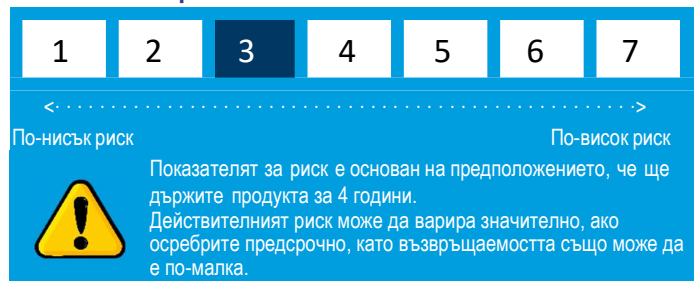 1 2 3 4 5 6 7
<· · · · · · · · · · · · · · · · · · · · · · · · · · · · · · · · · · · · · · · · · · · · · · · · · · · · · · ·>
По-нисък риск По-висок риск
Показателят за риск е основан на предположението, че ще
държите продукта за 4 години.
Действителният риск може да варира значително, ако
осребрите предсрочно, като възвръщаемостта също може да
е по-малка.